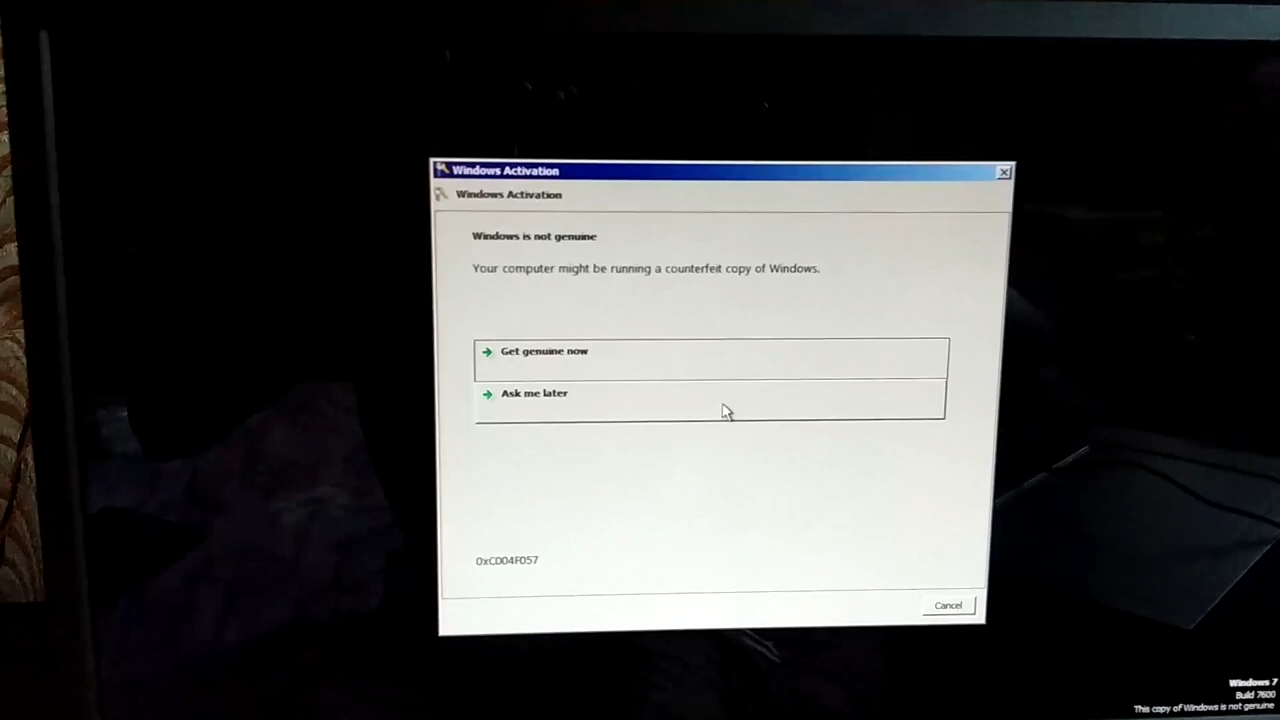 Windows Activation
Windows Activation
Windows is not genuine
Your computer might be running a counterfeit copy of Windows.
Get genuine now
Ask me later
0xCD04F057
Cancel
Windows 7
Build 7600
This copy of Windows is not genuine